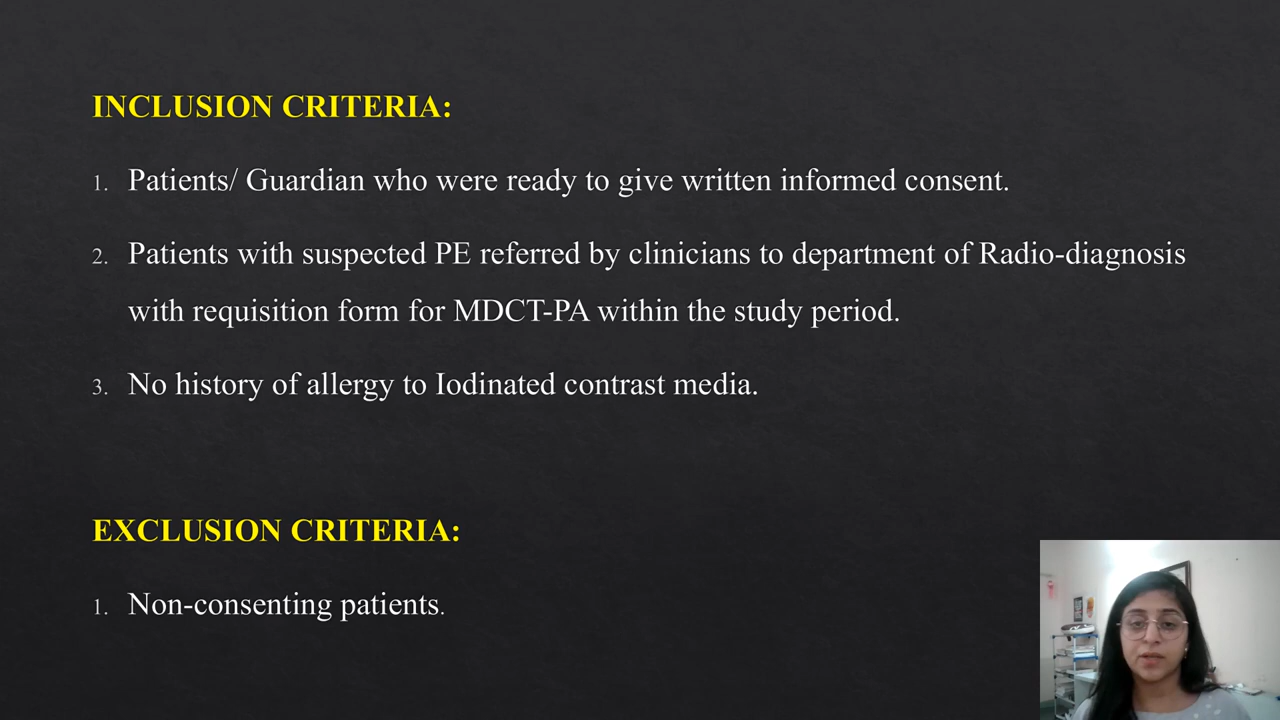 INCLUSION CRITERIA:
1. Patients/ Guardian who were ready to give written informed consent.
2. Patients with suspected PE referred by clinicians to department of Radio-diagnosis
with requisition form for MDCT-PA within the study period.
3. No history of allergy to Iodinated contrast media.
EXCLUSION CRITERIA:
1. Non-consenting patients.